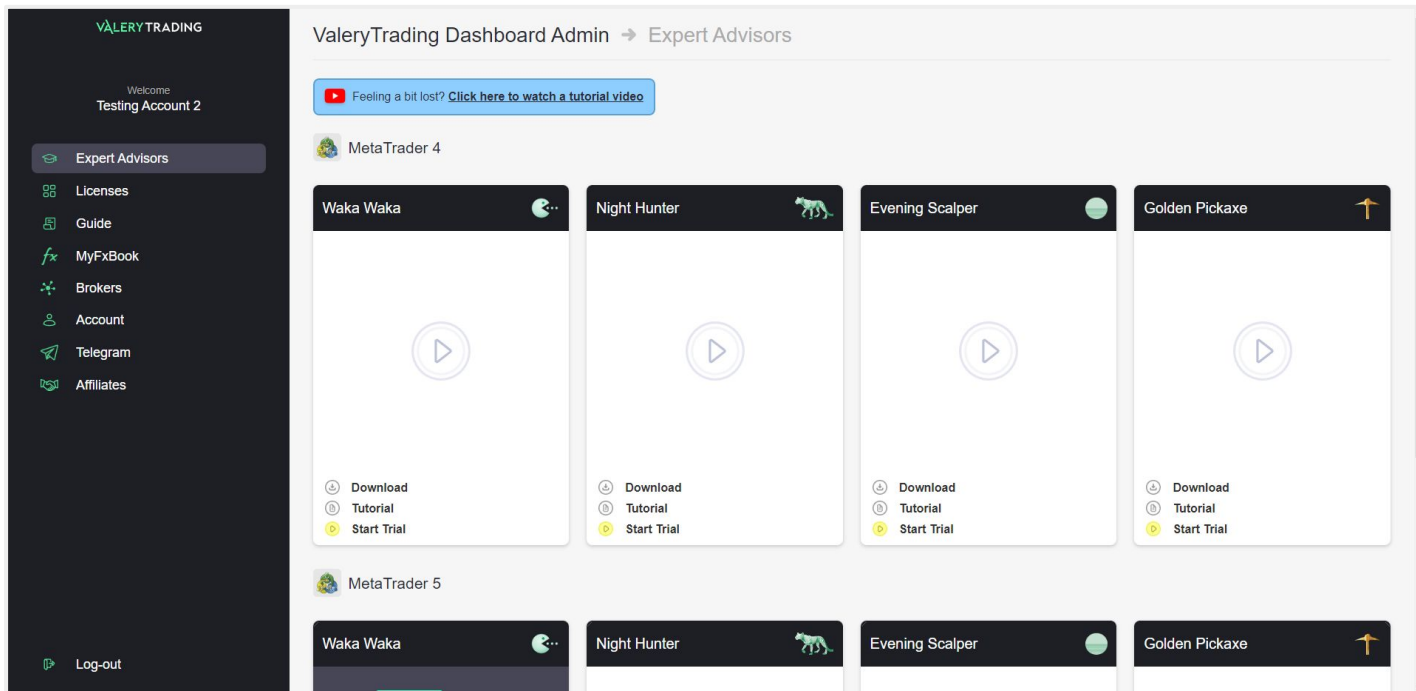 VALERY TRADING
Welcome
Testing Account 2
Expert Advisors
Licenses
Guide
MyFxBook
Brokers
Account
Telegram
Affiliates
Log-out
ValeryTrading Dashboard Admin → Expert Advisors
Feeling a bit lost? Click here to watch a tutorial video
MetaTrader 4
Waka Waka
Download
Tutorial
Start Trial
Night Hunter
Download
Tutorial
Start Trial
Evening Scalper
Download
Tutorial
Start Trial
Golden Pickaxe
Download
Tutorial
Start Trial
MetaTrader 5
Waka Waka
Night Hunter
Evening Scalper
Golden Pickaxe